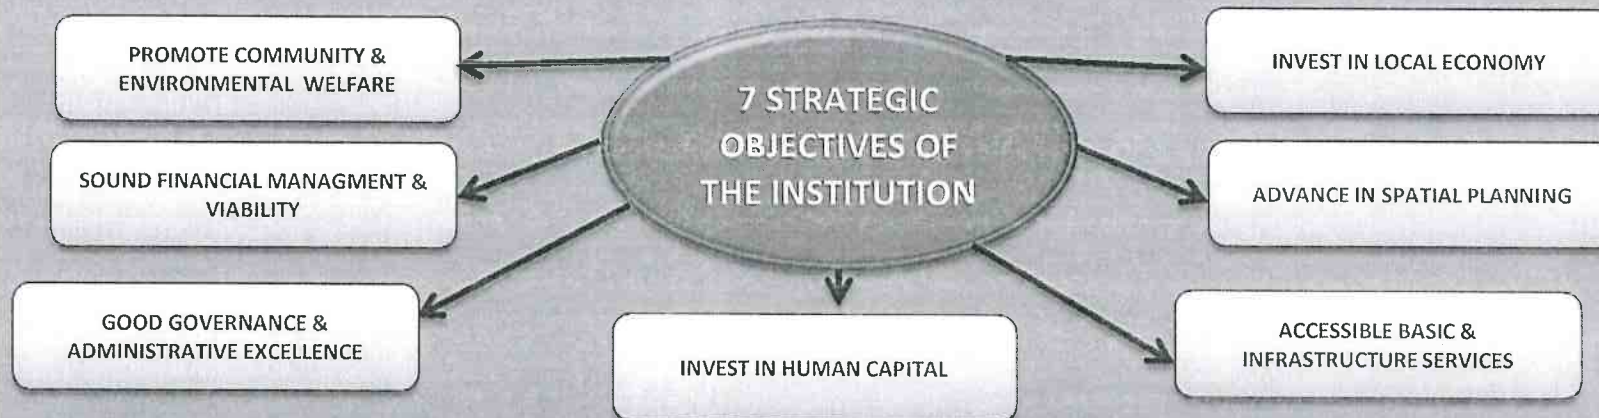 7 STRATEGIC
OBJECTIVES OF
THE INSTITUTION
PROMOTE COMMUNITY &
ENVIRONMENTAL WELFARE
SOUND FINANCIAL MANAGMENT &
VIABILITY
GOOD GOVERNANCE &
ADMINISTRATIVE EXCELLENCE
INVEST IN HUMAN CAPITAL
ACCESSIBLE BASIC &
INFRASTRUCTURE SERVICES
ADVANCE IN SPATIAL PLANNING
INVEST IN LOCAL ECONOMY